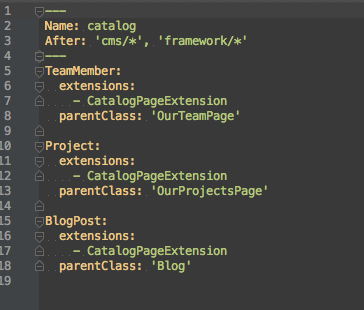 1 ---
2 Name: catalog
3 After: 'cms/*', 'framework/*'
4 ---
5 TeamMember:
6   extensions:
7     - CatalogPageExtension
8   parentClass: 'OurTeamPage'
9
10 Project:
11   extensions:
12     - CatalogPageExtension
13   parentClass: 'OurProjectsPage'
14
15 BlogPost:
16   extensions:
17     - CatalogPageExtension
18   parentClass: 'Blog'
19